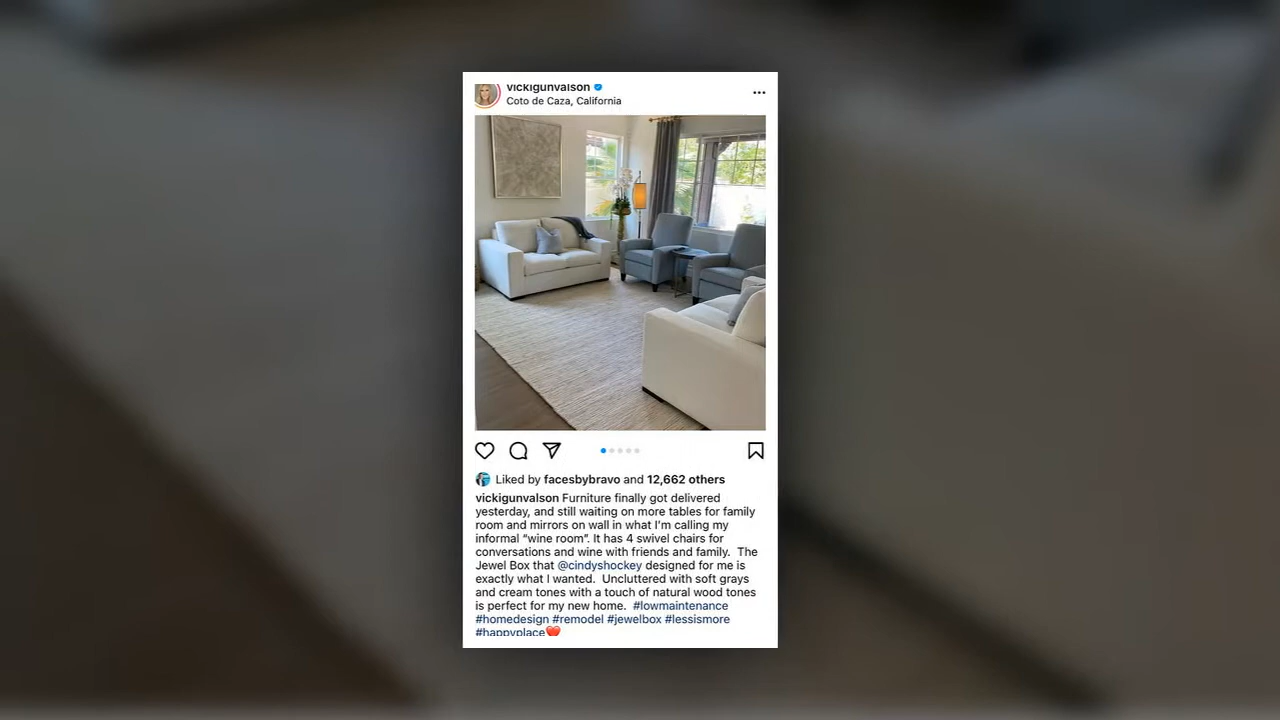 vickigunvalson
Coto de Caza, California
Liked by facesbybravo and 12,662 others
vickigunvalson Furniture finally got delivered
yesterday, and still waiting on more tables for family
room and mirrors on wall in what I'm calling my
informal “wine room”. It has 4 swivel chairs for
conversations and wine with friends and family.  The
Jewel Box that @cindyshockey designed for me is
exactly what I wanted.  Uncluttered with soft grays
and cream tones with a touch of natural wood tones
is perfect for my new home.  #lowmaintenance
#homedesign #remodel #jewelbox #lessismore
#happyplace❤️